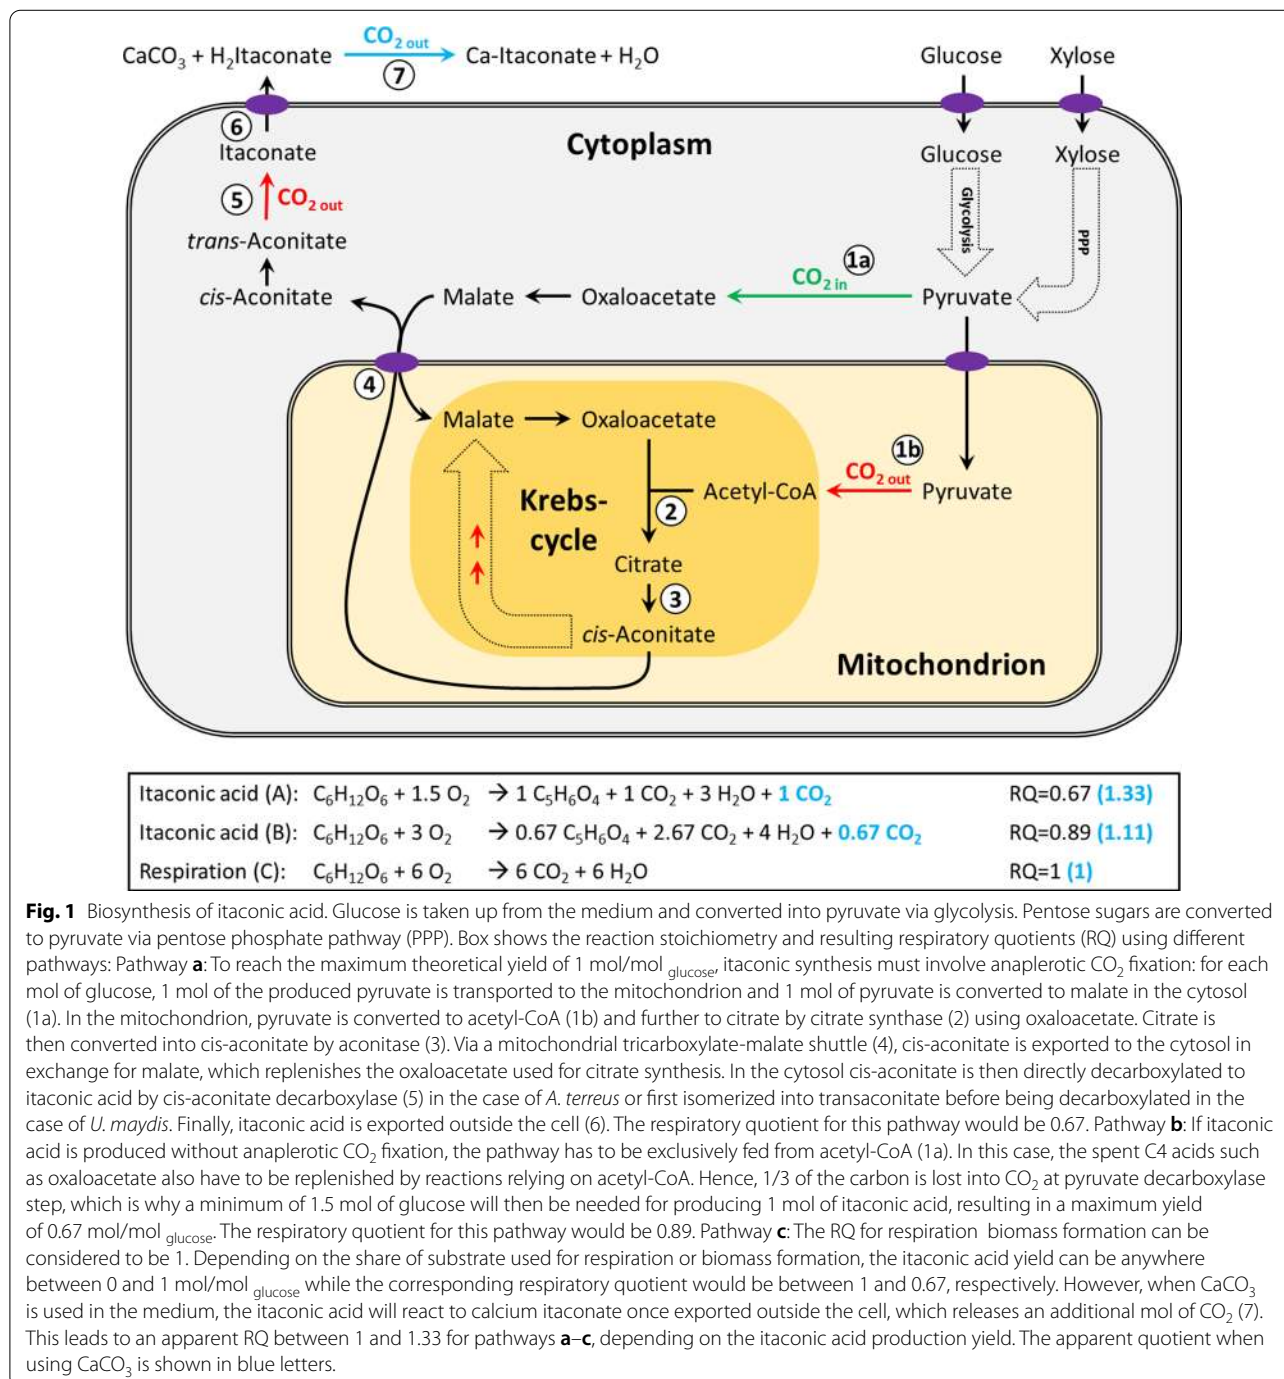 CaCO₃ + H₂Itaconate
CO₂ out
7
Ca-Itaconate + H₂O
Glucose
Xylose
6
Itaconate
Cytoplasm
Glucose
Xylose
5
CO₂ out
Glycolysis
PPP
trans-Aconitate
1a
CO₂ in
cis-Aconitate
Malate
Oxaloacetate
Pyruvate
4
Malate
Oxaloacetate
1b
CO₂ out
Acetyl-CoA
Pyruvate
Krebs-
cycle
2
Citrate
3
cis-Aconitate
Mitochondrion
Itaconic acid (A): C₆H₁₂O₆ + 1.5 O₂ → 1 C₅H₆O₄ + 1 CO₂ + 3 H₂O + 1 CO₂ RQ=0.67 (1.33)
Itaconic acid (B): C₆H₁₂O₆ + 3 O₂ → 0.67 C₅H₆O₄ + 2.67 CO₂ + 4 H₂O + 0.67 CO₂ RQ=0.89 (1.11)
Respiration (C): C₆H₁₂O₆ + 6 O₂ → 6 CO₂ + 6 H₂O RQ=1 (1)
Fig. 1 Biosynthesis of itaconic acid. Glucose is taken up from the medium and converted into pyruvate via glycolysis. Pentose sugars are converted
to pyruvate via pentose phosphate pathway (PPP). Box shows the reaction stoichiometry and resulting respiratory quotients (RQ) using different
pathways: Pathway a: To reach the maximum theoretical yield of 1 mol/mol glucose, itaconic synthesis must involve anaplerotic CO₂ fixation: for each
mol of glucose, 1 mol of the produced pyruvate is transported to the mitochondrion and 1 mol of pyruvate is converted to malate in the cytosol
(1a). In the mitochondrion, pyruvate is converted to acetyl-CoA (1b) and further to citrate by citrate synthase (2) using oxaloacetate. Citrate is
then converted into cis-aconitate by aconitase (3). Via a mitochondrial tricarboxylate-malate shuttle (4), cis-aconitate is exported to the cytosol in
exchange for malate, which replenishes the oxaloacetate used for citrate synthesis. In the cytosol cis-aconitate is then directly decarboxylated to
itaconic acid by cis-aconitate decarboxylase (5) in the case of A. terreus or first isomerized into transaconitate before being decarboxylated in the
case of U. maydis. Finally, itaconic acid is exported outside the cell (6). The respiratory quotient for this pathway would be 0.67. Pathway b: If itaconic
acid is produced without anaplerotic CO₂ fixation, the pathway has to be exclusively fed from acetyl-CoA (1a). In this case, the spent C4 acids such
as oxaloacetate also have to be replenished by reactions relying on acetyl-CoA. Hence, 1/3 of the carbon is lost into CO₂ at pyruvate decarboxylase
step, which is why a minimum of 1.5 mol of glucose will then be needed for producing 1 mol of itaconic acid, resulting in a maximum yield
of 0.67 mol/mol glucose. The respiratory quotient for this pathway would be 0.89. Pathway c: The RQ for respiration biomass formation can be
considered to be 1. Depending on the share of substrate used for respiration or biomass formation, the itaconic acid yield can be anywhere
between 0 and 1 mol/mol glucose while the corresponding respiratory quotient would be between 1 and 0.67, respectively. However, when CaCO₃
is used in the medium, the itaconic acid will react to calcium itaconate once exported outside the cell, which releases an additional mol of CO₂ (7).
This leads to an apparent RQ between 1 and 1.33 for pathways a–c, depending on the itaconic acid production yield. The apparent quotient when
using CaCO₃ is shown in blue letters.